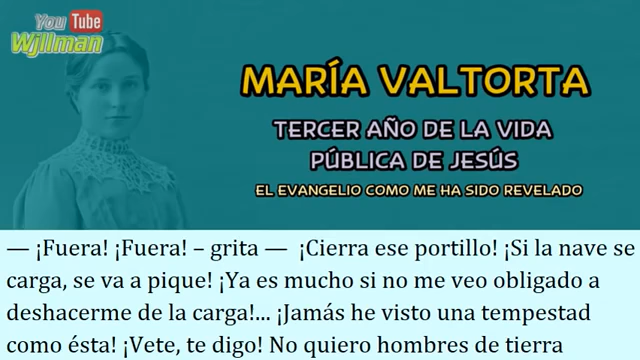 You Tube
Wjllman
MARÍA VALTORTA
TERCER AÑO DE LA VIDA
PÚBLICA DE JESÚS
EL EVANGELIO COMO ME HA SIDO REVELADO
— ¡Fuera! ¡Fuera! – grita — ¡Cierra ese portillo! ¡Si la nave se
carga, se va a pique! ¡Ya es mucho si no me veo obligado a
deshacerme de la carga!... ¡Jamás he visto una tempestad
como ésta! ¡Vete, te digo! No quiero hombres de tierra